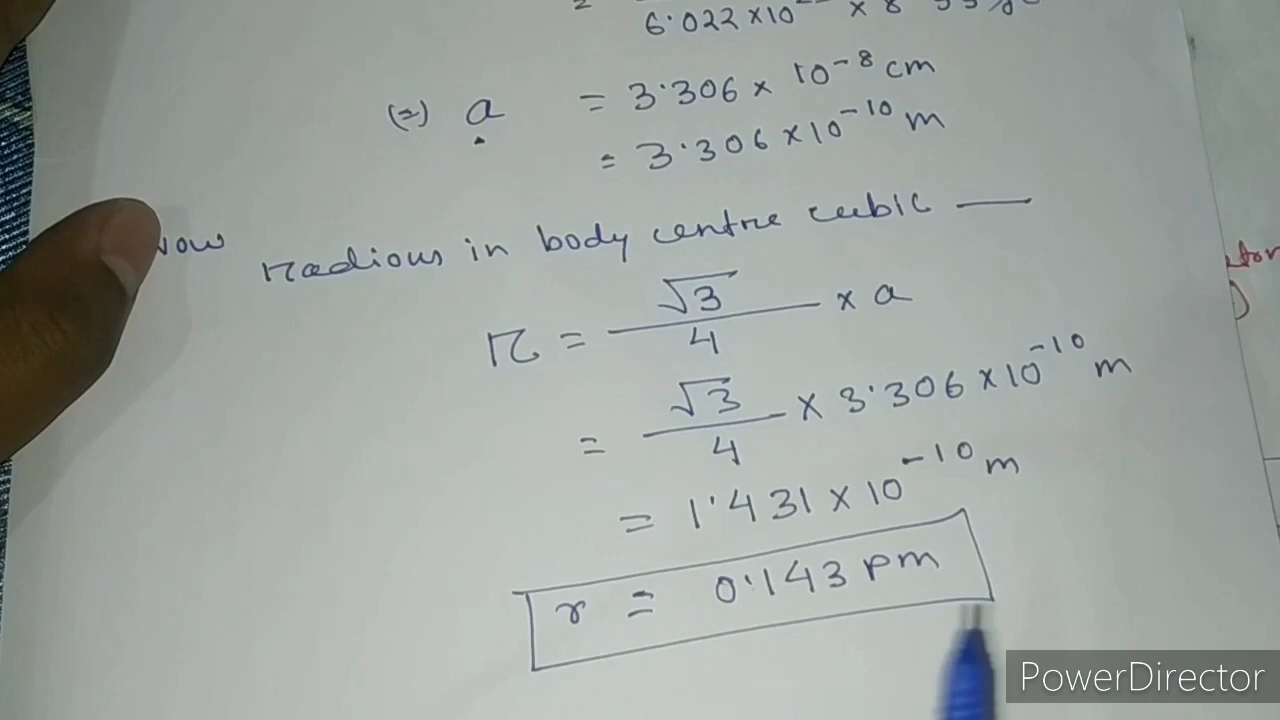 =
6.022×10 × 8
(=) a = 3.306 × 10⁻⁸ cm
= 3.306 × 10⁻¹⁰ m
Now radious in body centre cubic —
r = √3/4 × a
= √3/4 × 3.306 × 10⁻¹⁰ m
= 1.431 × 10⁻¹⁰ m
r = 0.143 pm
PowerDirector